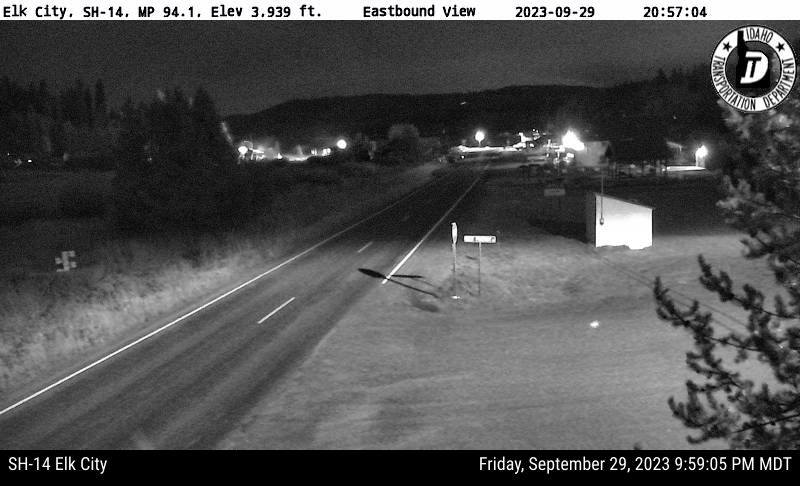 Elk City, SH-14, MP 94.1, Elev 3,939 ft. Eastbound View 2023-09-29 20:57:04
IDAHO
TRANSPORTATION DEPARTMENT
SH-14 Elk City Friday, September 29, 2023 9:59:05 PM MDT